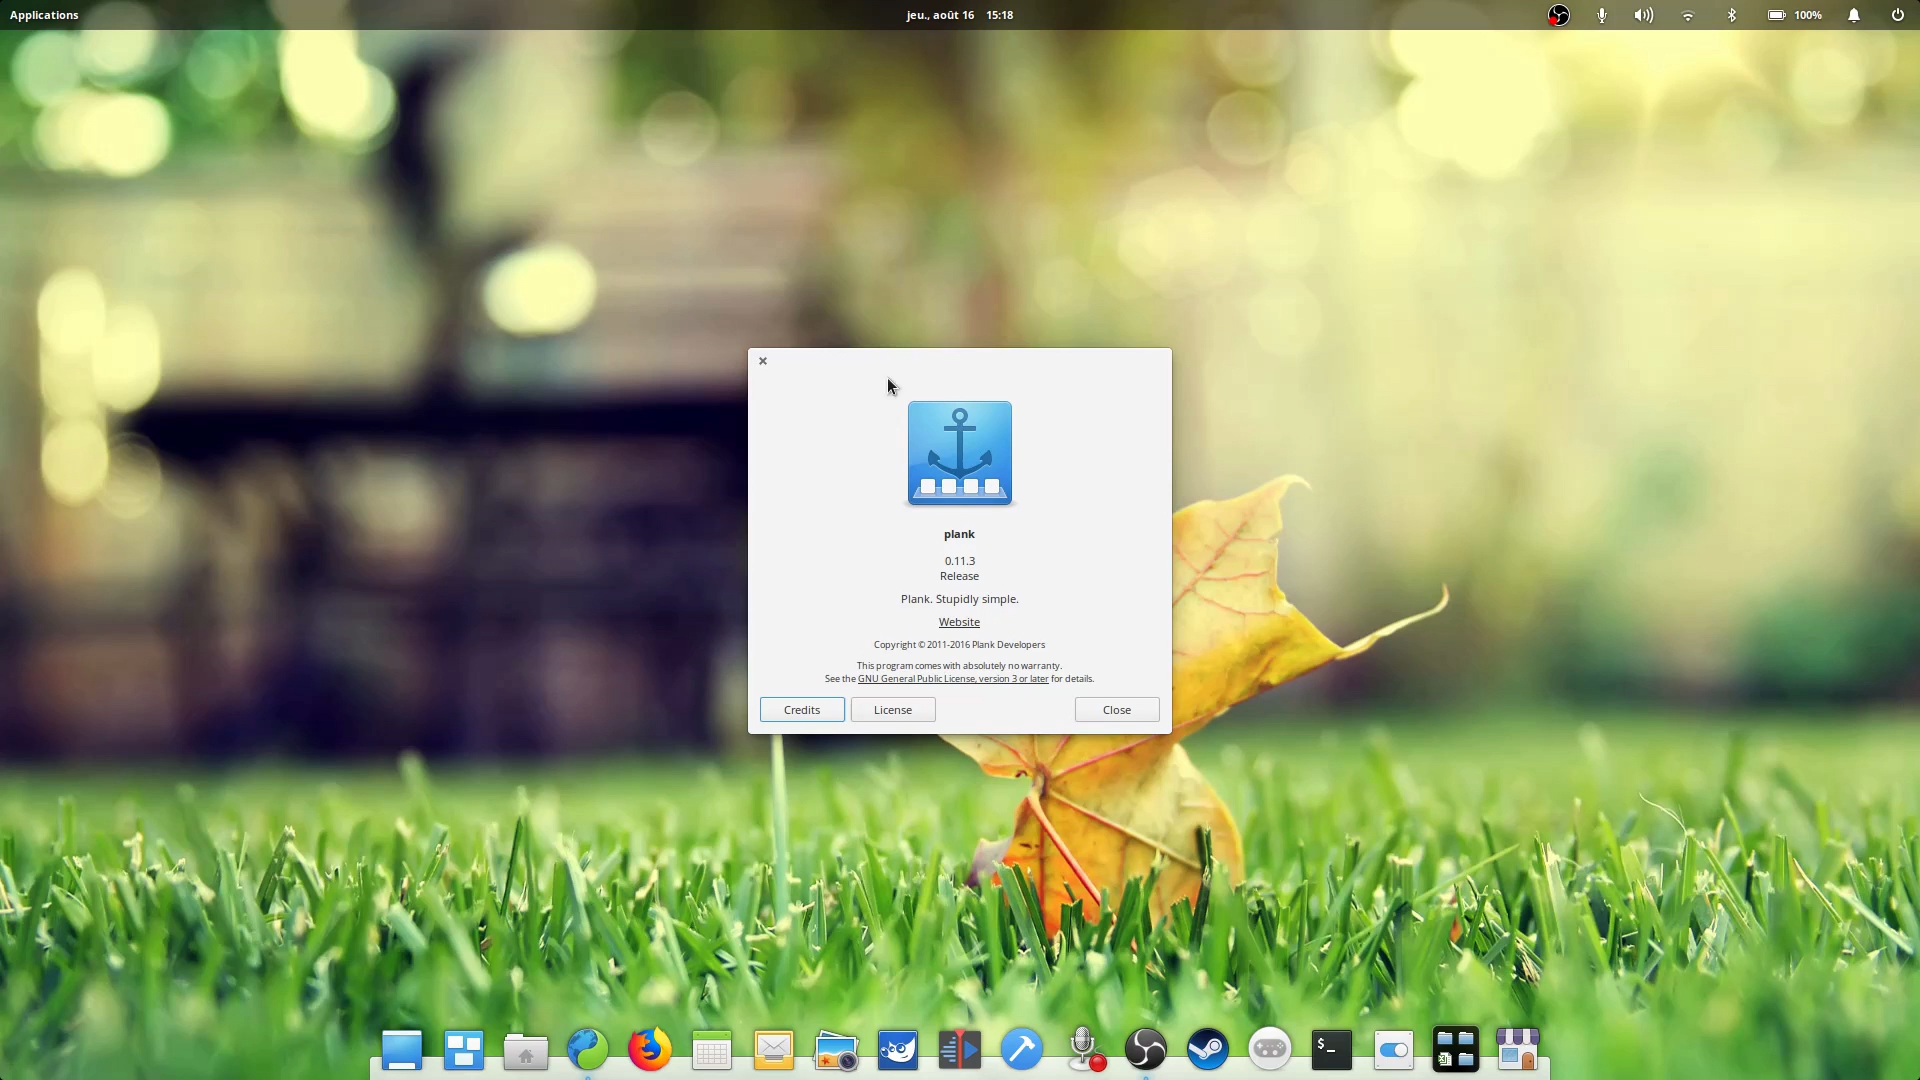 Applications
jeu., août 16 15:18
100%
plank
0.11.3
Release
Plank. Stupidly simple.
Website
Copyright © 2011-2016 Plank Developers
This program comes with absolutely no warranty.
See the GNU General Public License, version 3 or later for details.
Credits
License
Close
$_